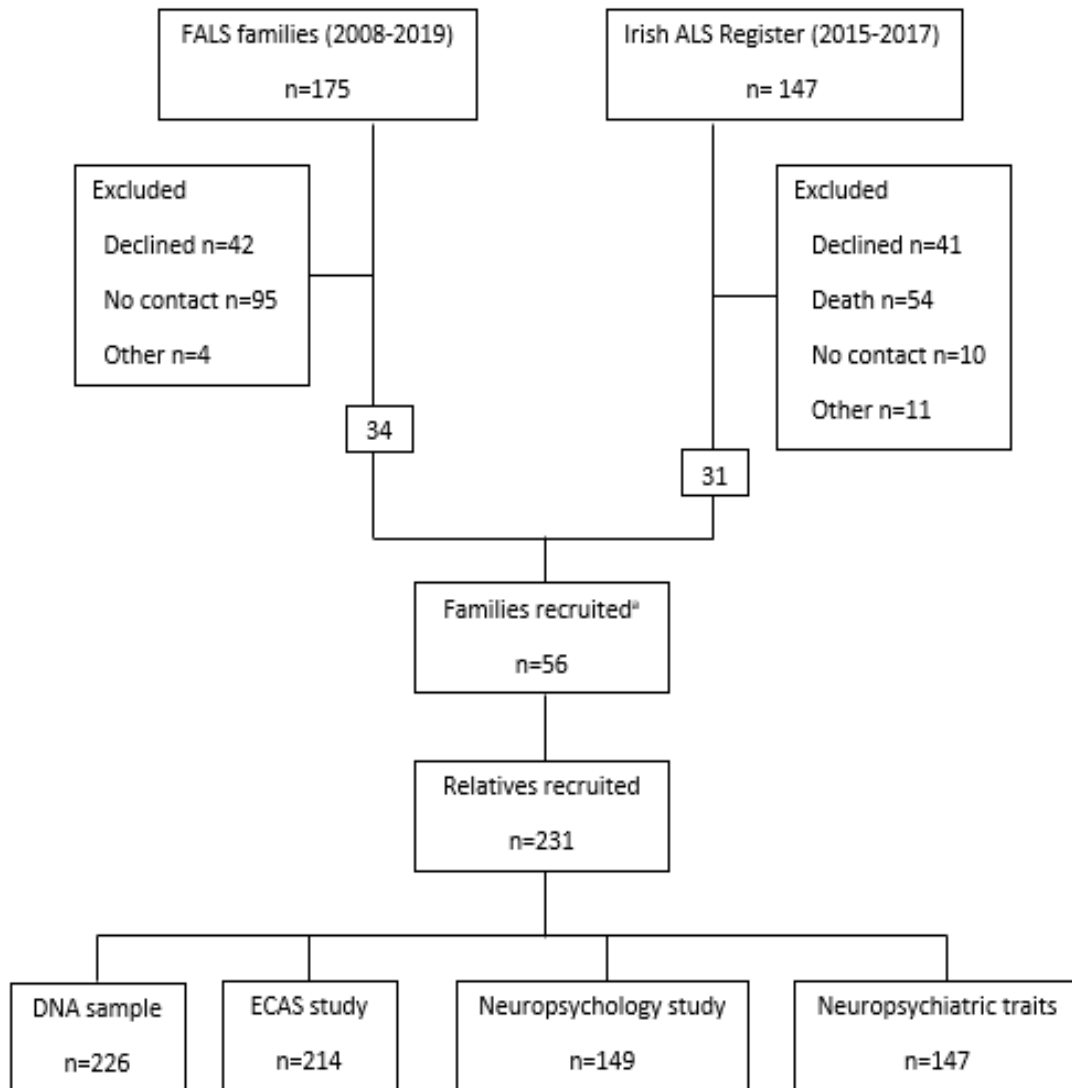 FALS families (2008-2019)
n=175
Irish ALS Register (2015-2017)
n= 147
Excluded
Declined n=42
No contact n=95
Other n=4
Excluded
Declined n=41
Death n=54
No contact n=10
Other n=11
34
31
Families recruitedª
n=56
Relatives recruited
n=231
DNA sample
n=226
ECAS study
n=214
Neuropsychology study
n=149
Neuropsychiatric traits
n=147